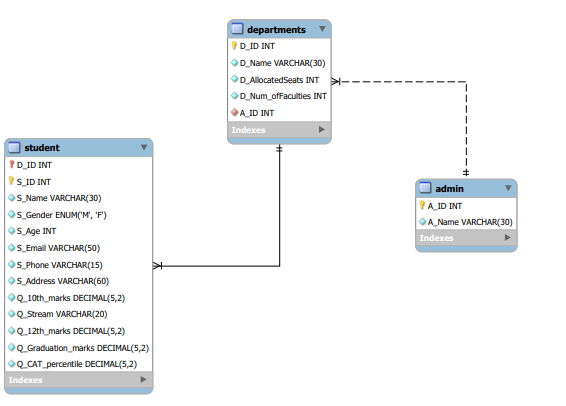 departments
D_ID INT
D_Name VARCHAR(30)
D_AllocatedSeats INT
D_Num_ofFaculties INT
A_ID INT
Indexes
student
D_ID INT
S_ID INT
S_Name VARCHAR(30)
S_Gender ENUM('M', 'F')
S_Age INT
S_Email VARCHAR(50)
S_Phone VARCHAR(15)
S_Address VARCHAR(60)
Q_10th_marks DECIMAL(5,2)
Q_Stream VARCHAR(20)
Q_12th_marks DECIMAL(5,2)
Q_Graduation_marks DECIMAL(5,2)
Q_CAT_percentile DECIMAL(5,2)
Indexes
admin
A_ID INT
A_Name VARCHAR(30)
Indexes